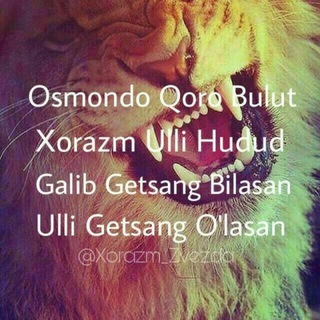 Osmondo Qoro Bulut
Xorazm Ulli Hudud
Galib Getsang Bilasan
Ulli Getsang O'lasan
@Xorazm_Zvezda